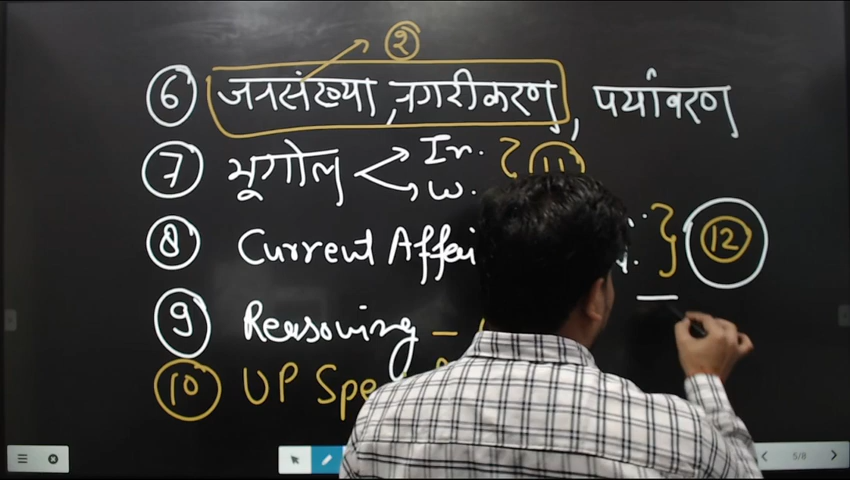 २
6 जनसंख्या, नगरीकरण, पर्यावरण
7 भूगोल In. W. 11
8 Current Affai 12
9 Reasoning –
10 UP Spe
5/8